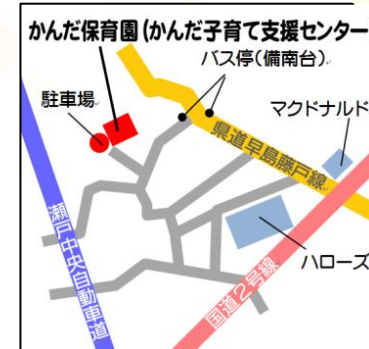 かんだ保育園(かんだ子育て支援センター
バス停(備南台)
駐車場
マクドナルド
県道早島藤戸線
瀬戸中央自動車道
ハローズ
国道2号線